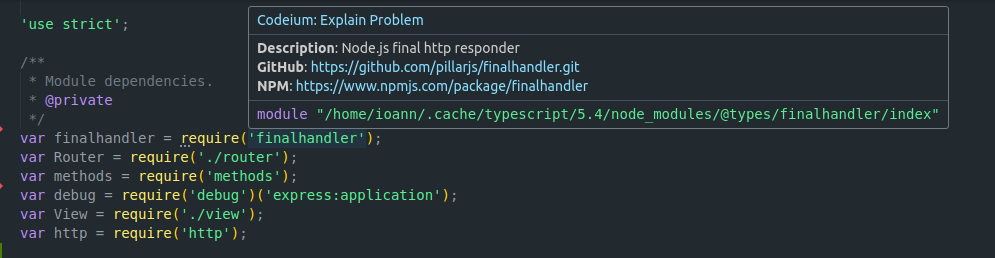 'use strict';
Codeium: Explain Problem
Description: Node.js final http responder
GitHub: https://github.com/pillarjs/finalhandler.git
NPM: https://www.npmjs.com/package/finalhandler
module "/home/ioann/.cache/typescript/5.4/node_modules/@types/finalhandler/index"
/**
* Module dependencies.
* @private
*/
var finalhandler = require('finalhandler');
var Router = require('./router');
var methods = require('methods');
var debug = require('debug')('express:application');
var View = require('./view');
var http = require('http');